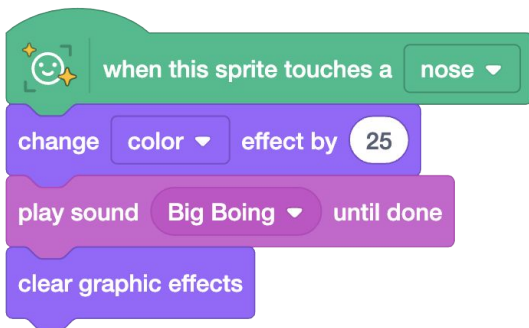 when this sprite touches a nose
change color effect by 25
play sound Big Boing until done
clear graphic effects